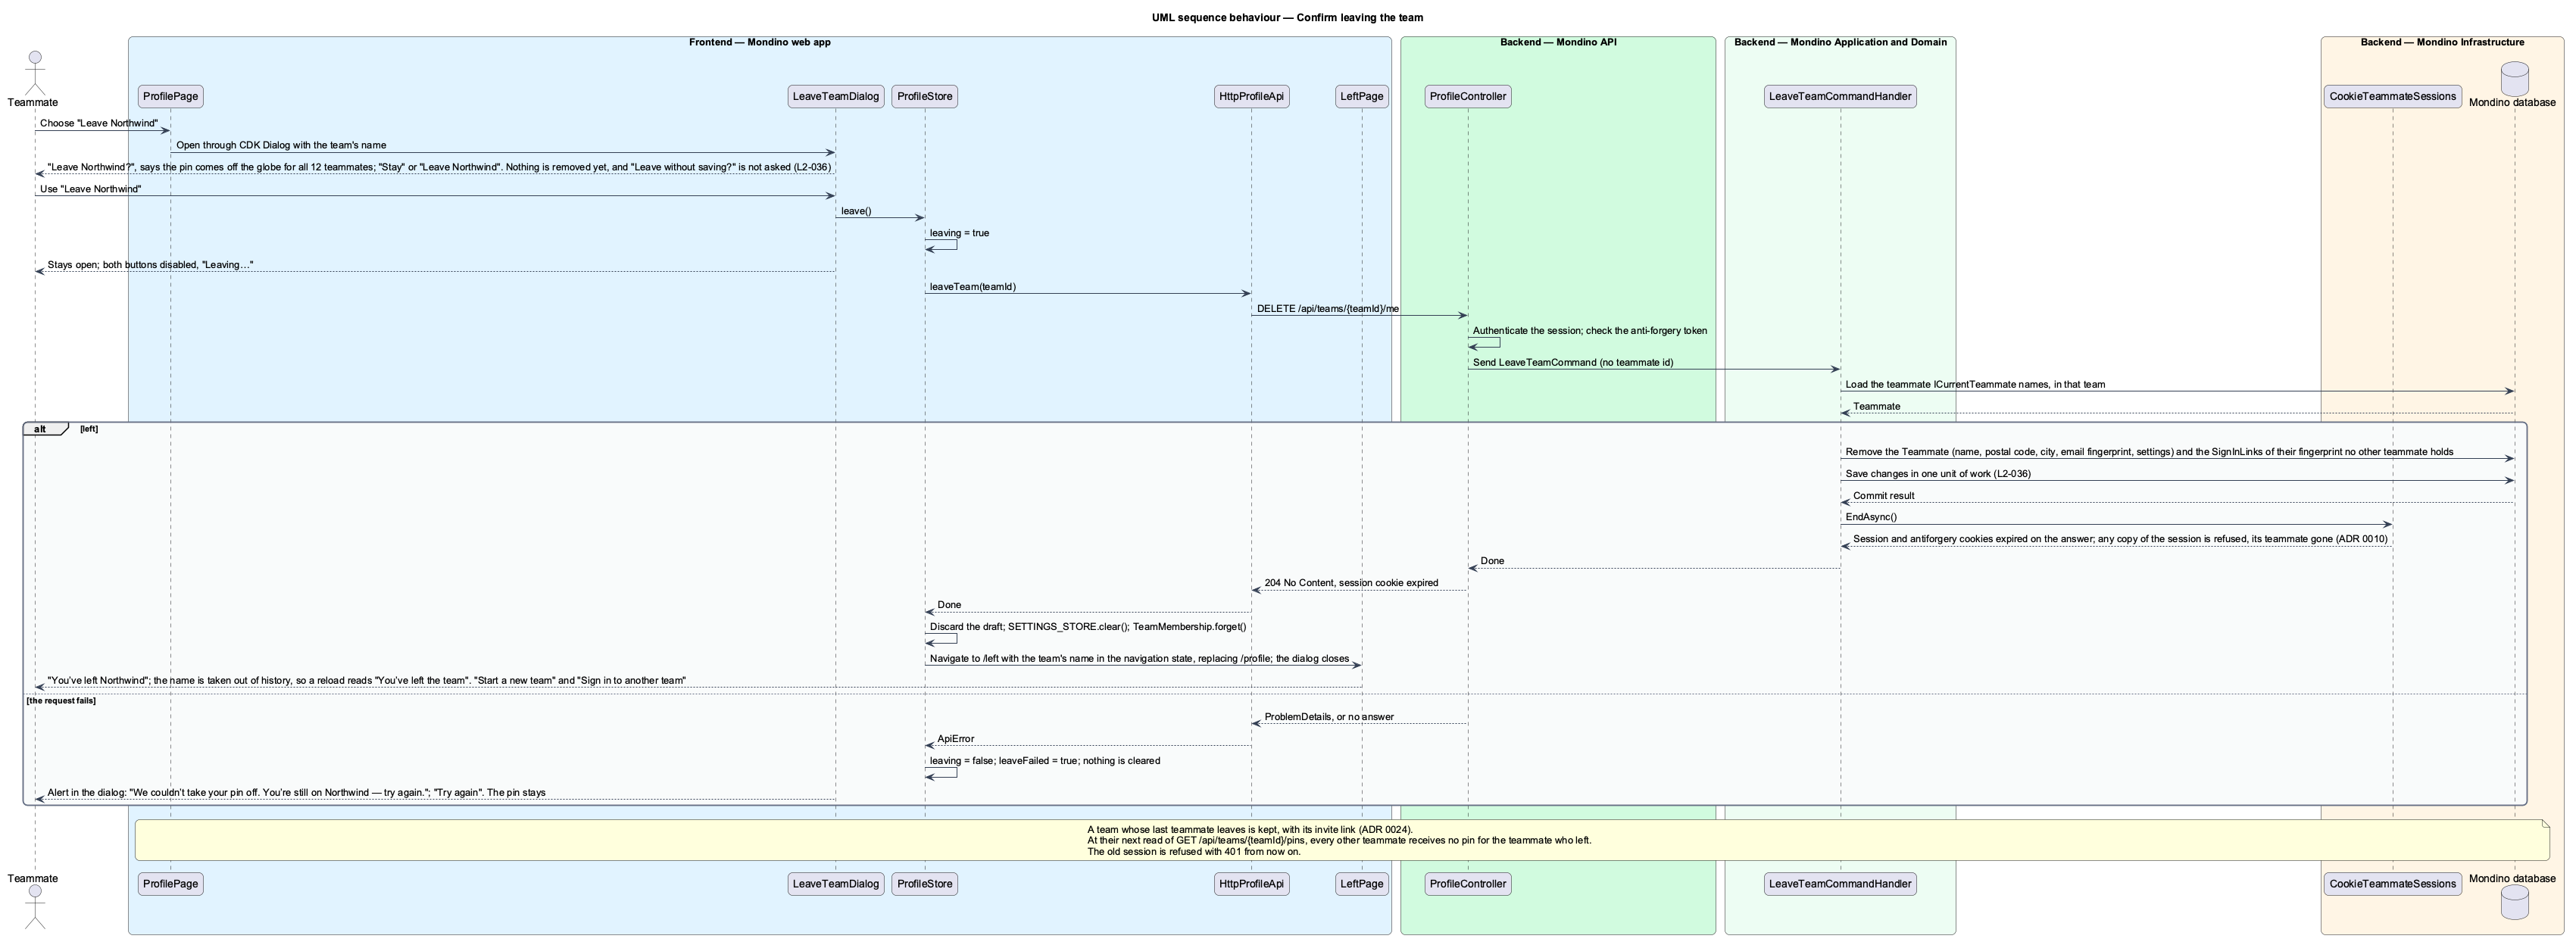 UML sequence behaviour — Confirm leaving the team
Frontend — Mondino web app
Backend — Mondino API
Backend — Mondino Application and Domain
Backend — Mondino Infrastructure
Teammate
ProfilePage
LeaveTeamDialog
ProfileStore
HttpProfileApi
LeftPage
ProfileController
LeaveTeamCommandHandler
CookieTeammateSessions
Mondino database
Choose "Leave Northwind"
Open through CDK Dialog with the team's name
"Leave Northwind?", says the pin comes off the globe for all 12 teammates; "Stay" or "Leave Northwind". Nothing is removed yet, and "Leave without saving?" is not asked (L2-036)
Use "Leave Northwind"
leave()
leaving = true
Stays open; both buttons disabled, "Leaving…"
leaveTeam(teamId)
DELETE /api/teams/{teamId}/me
Authenticate the session; check the anti-forgery token
Send LeaveTeamCommand (no teammate id)
Load the teammate ICurrentTeammate names, in that team
Teammate
alt
[left]
Remove the Teammate (name, postal code, city, email fingerprint, settings) and the SignInLinks of their fingerprint no other teammate holds
Save changes in one unit of work (L2-036)
Commit result
EndAsync()
Session and antiforgery cookies expired on the answer; any copy of the session is refused, its teammate gone (ADR 0010)
Done
204 No Content, session cookie expired
Done
Discard the draft; SETTINGS_STORE.clear(); TeamMembership.forget()
Navigate to /left with the team's name in the navigation state, replacing /profile; the dialog closes
"You've left Northwind"; the name is taken out of history, so a reload reads "You've left the team". "Start a new team" and "Sign in to another team"
[the request fails]
ProblemDetails, or no answer
ApiError
leaving = false; leaveFailed = true; nothing is cleared
Alert in the dialog: "We couldn't take your pin off. You're still on Northwind — try again."; "Try again". The pin stays
A team whose last teammate leaves is kept, with its invite link (ADR 0024).
At their next read of GET /api/teams/{teamId}/pins, every other teammate receives no pin for the teammate who left.
The old session is refused with 401 from now on.
Teammate
ProfilePage
LeaveTeamDialog
ProfileStore
HttpProfileApi
LeftPage
ProfileController
LeaveTeamCommandHandler
CookieTeammateSessions
Mondino database